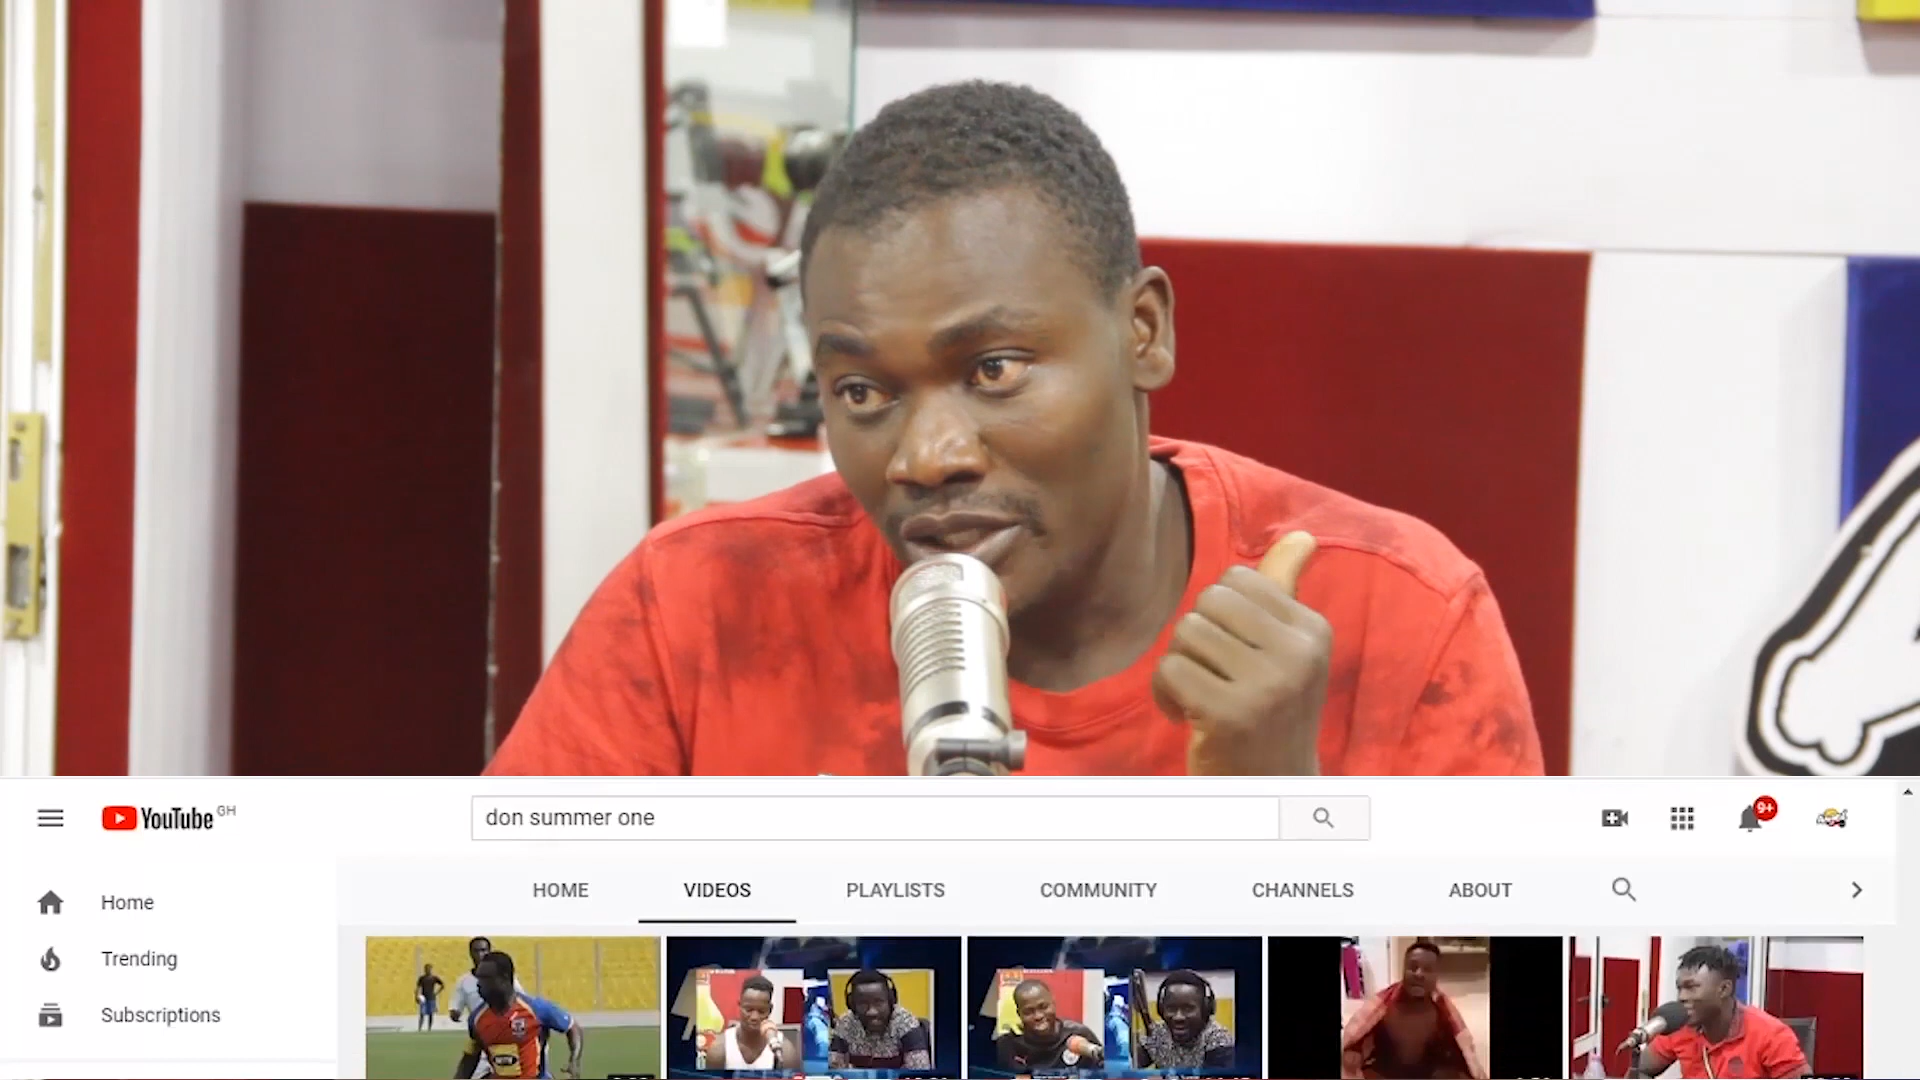 YouTube GH
don summer one
9+
HOME VIDEOS PLAYLISTS COMMUNITY CHANNELS ABOUT
Home
Trending
Subscriptions